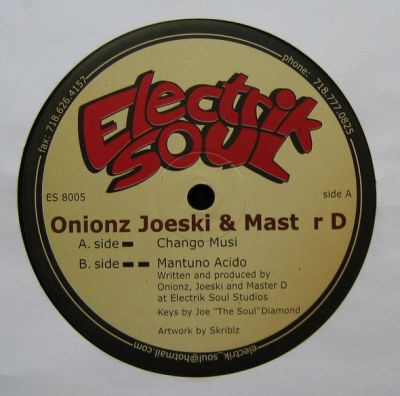 fax: 718.626.4157
phone: 718.777.0825
Electrik
SOUL
ES 8005
side A
Onionz Joeski & Mast r D
A. side Chango Musi
B. side Mantuno Acido
Written and produced by
Onionz, Joeski and Master D
at Electrik Soul Studios
Keys by Joe "The Soul"Diamond
Artwork by Skriblz
electrik_soul@hotmail.com